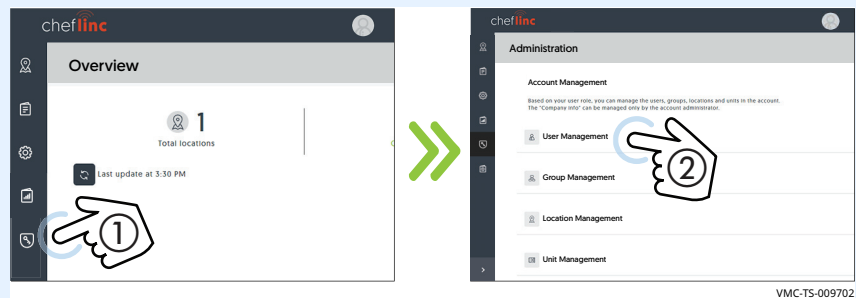 cheflinc
Overview
1
Total locations
Last update at 3:30 PM
1
cheflinc
Administration
Account Management
Based on your user role, you can manage the users, groups, locations and units in the account.
The "Company Info" can be managed only by the account administrator.
User Management
2
Group Management
Location Management
Unit Management
VMC-TS-009702